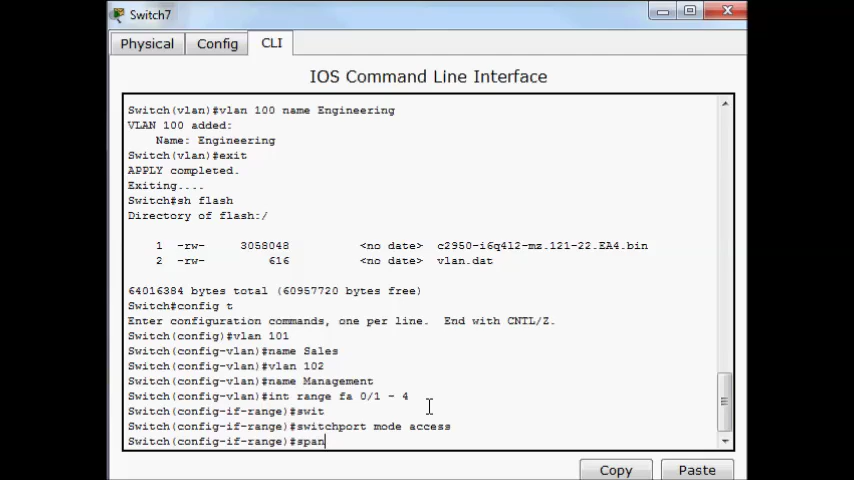 Switch7
Physical Config CLI
IOS Command Line Interface
Switch(vlan)#vlan 100 name Engineering
VLAN 100 added:
Name: Engineering
Switch(vlan)#exit
APPLY completed.
Exiting....
Switch#sh flash
Directory of flash:/
1 -rw- 3058048 <no date> c2950-i6q4l2-mz.121-22.EA4.bin
2 -rw- 616 <no date> vlan.dat
64016384 bytes total (60957720 bytes free)
Switch#config t
Enter configuration commands, one per line. End with CNTL/Z.
Switch(config)#vlan 101
Switch(config-vlan)#name Sales
Switch(config-vlan)#vlan 102
Switch(config-vlan)#name Management
Switch(config-vlan)#int range fa 0/1 - 4
Switch(config-if-range)#swit
Switch(config-if-range)#switchport mode access
Switch(config-if-range)#span
Copy Paste